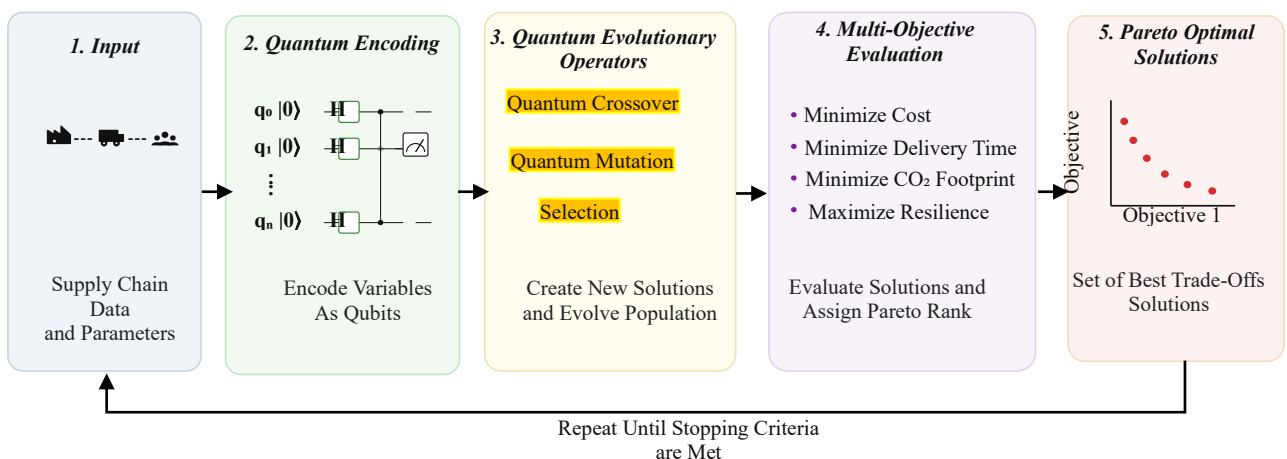 1. Input
Supply Chain
Data
and Parameters
2. Quantum Encoding
q₀ |0⟩ H
q₁ |0⟩ H
qₙ |0⟩ H
Encode Variables
As Qubits
3. Quantum Evolutionary
Operators
Quantum Crossover
Quantum Mutation
Selection
Create New Solutions
and Evolve Population
4. Multi-Objective
Evaluation
• Minimize Cost
• Minimize Delivery Time
• Minimize CO₂ Footprint
• Maximize Resilience
Evaluate Solutions and
Assign Pareto Rank
5. Pareto Optimal
Solutions
Objective
Objective 1
Set of Best Trade-Offs
Solutions
Repeat Until Stopping Criteria
are Met